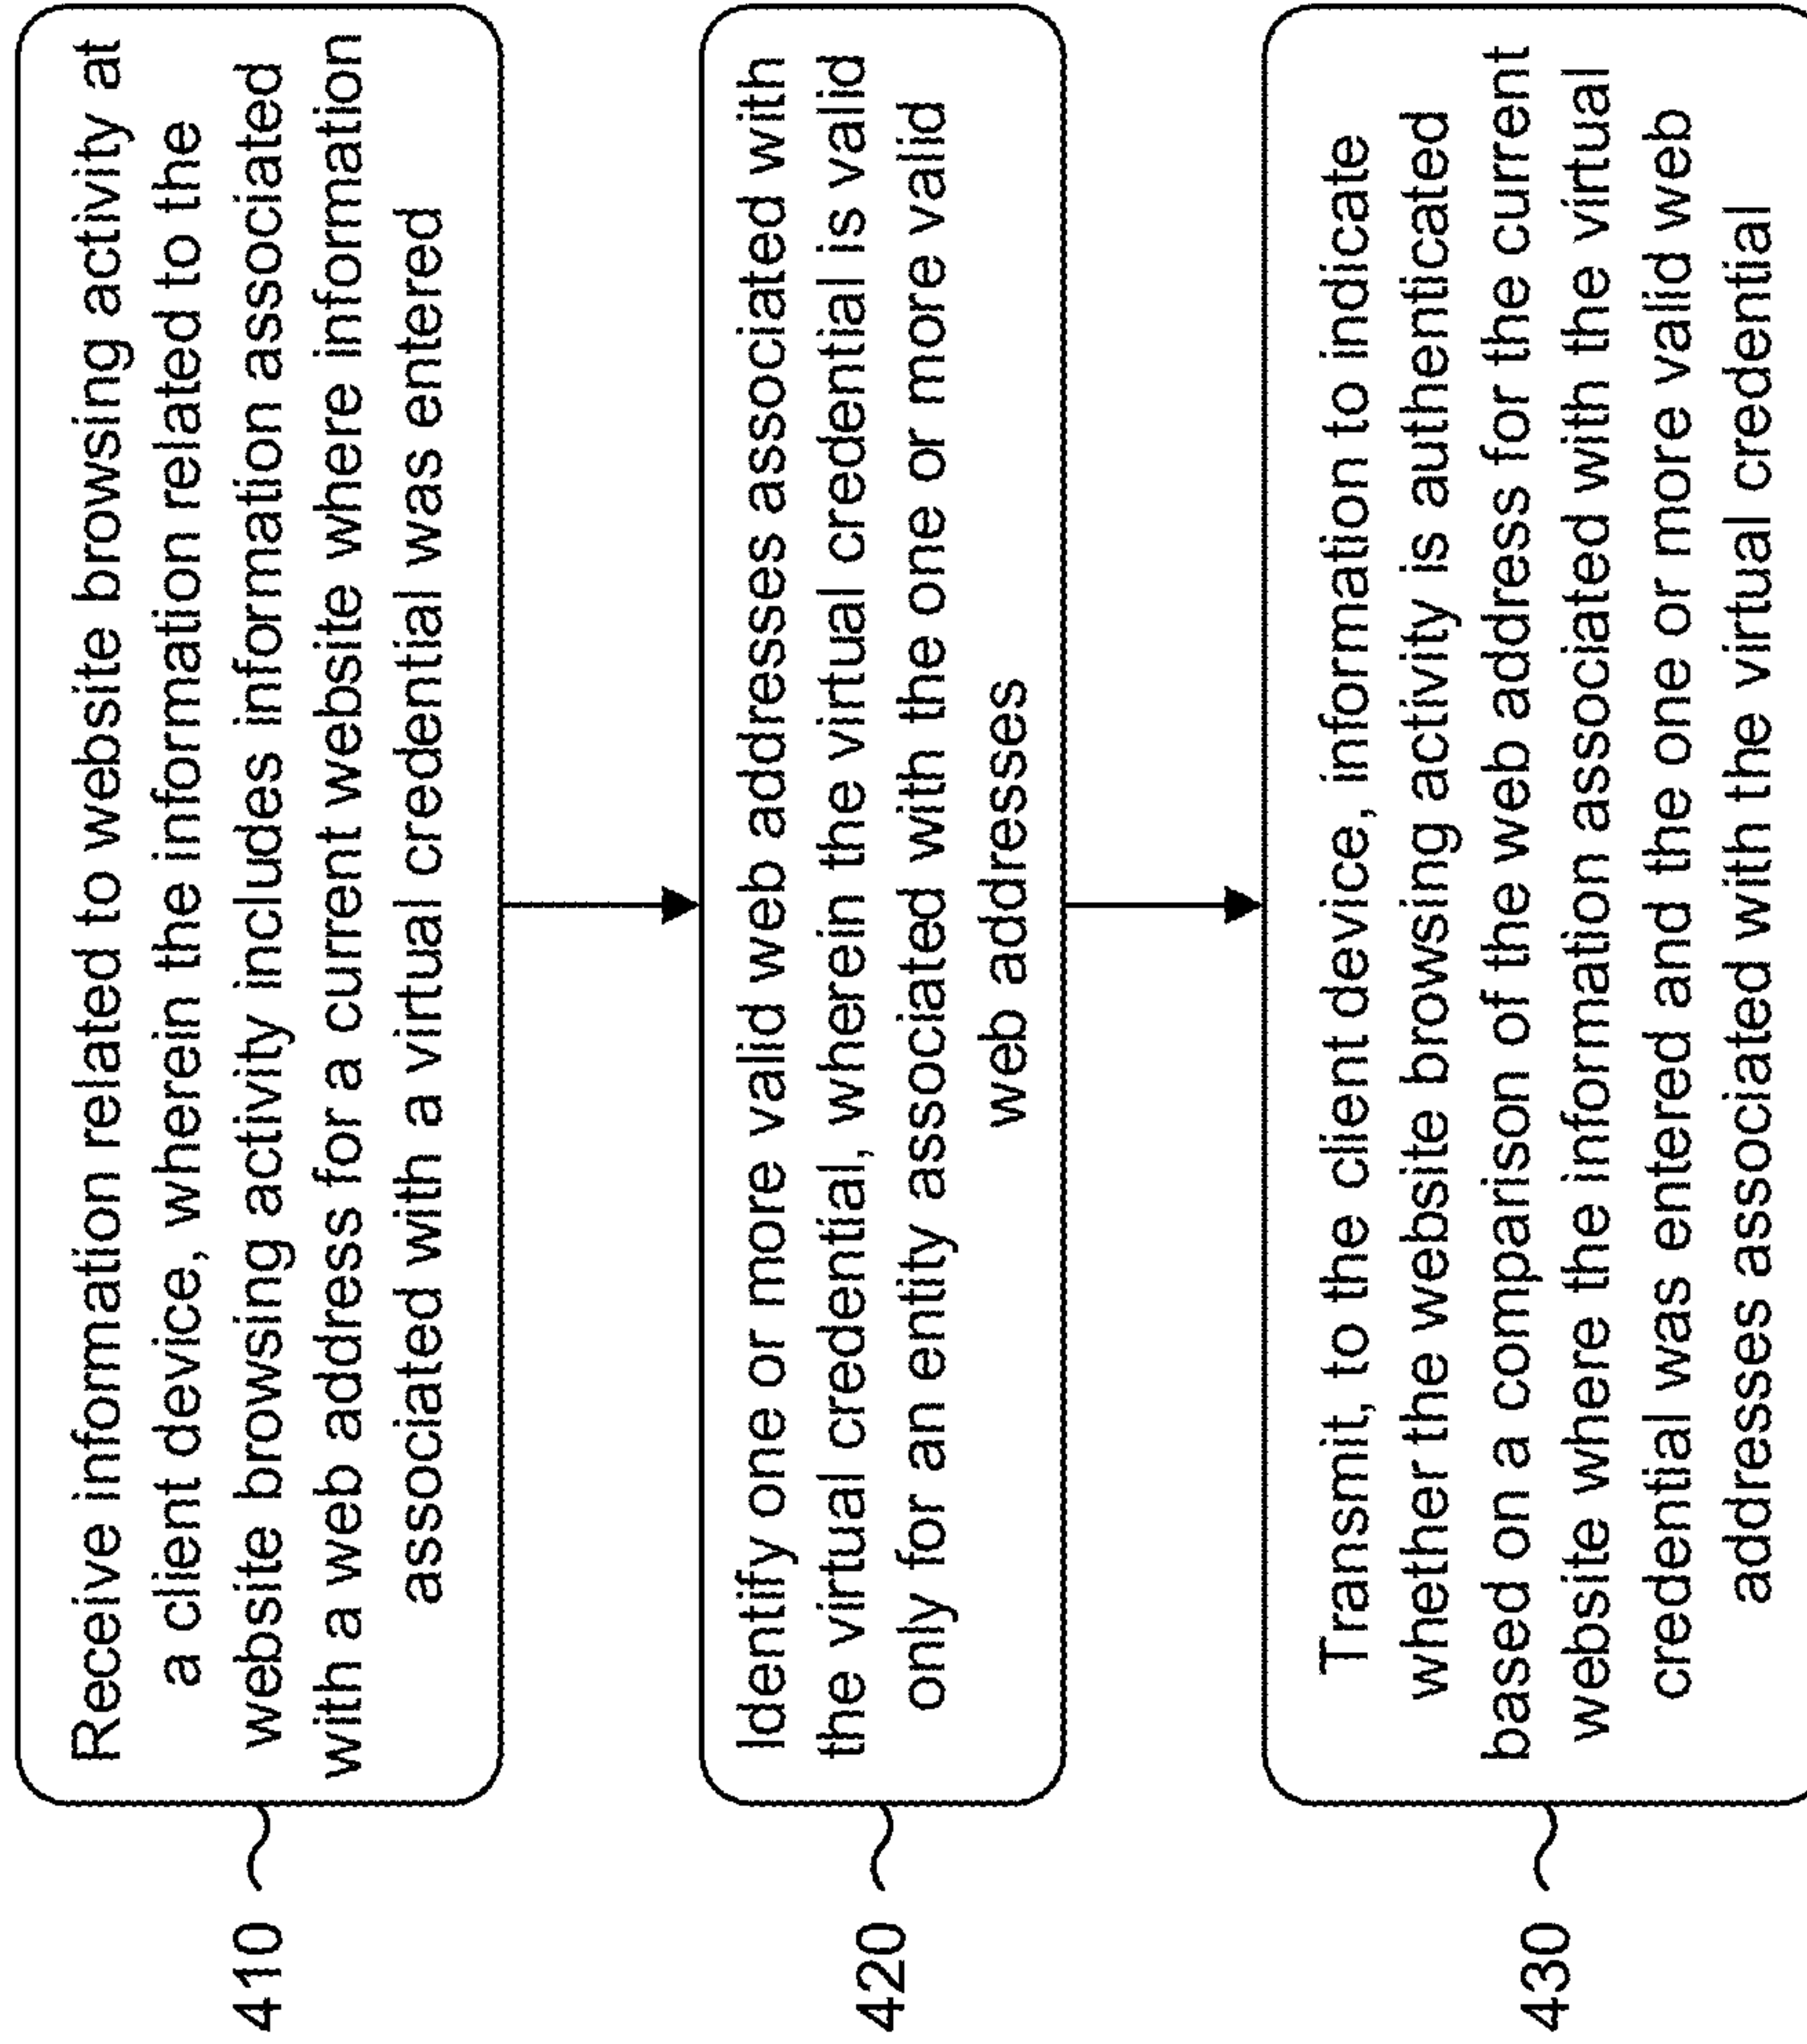 410
Receive information related to website browsing activity at
a client device, wherein the information related to the
website browsing activity includes information associated
with a web address for a current website where information
associated with a virtual credential was entered
420
Identify one or more valid web addresses associated with
the virtual credential, wherein the virtual credential is valid
only for an entity associated with the one or more valid
web addresses
430
Transmit, to the client device, information to indicate
whether the website browsing activity is authenticated
based on a comparison of the web address for the current
website where the information associated with the virtual
credential was entered and the one or more valid web
addresses associated with the virtual credential